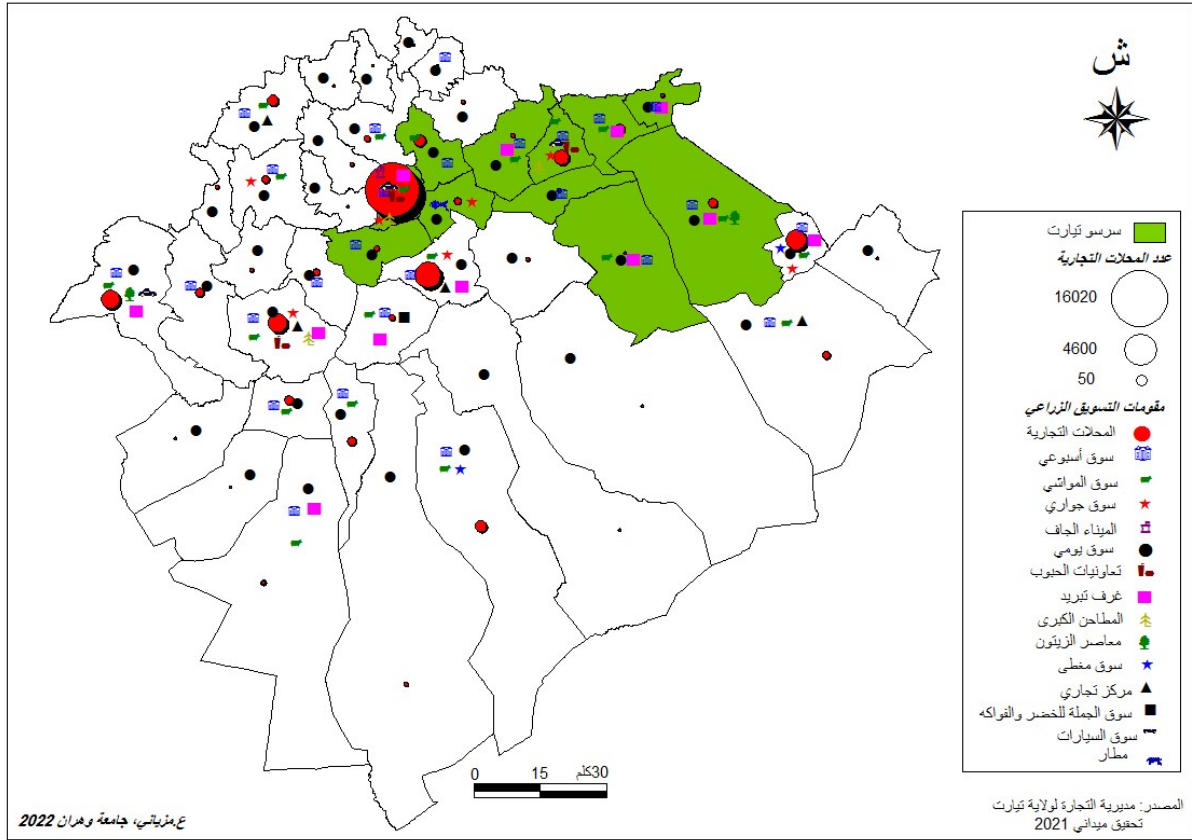 ش
سرسو تيارت
عدد المحلات التجارية
16020
4600
50
مقومات التسويق الزراعي
المحلات التجارية
سوق أسبوعي
سوق المواشي
سوق جواري
الميناء الجاف
سوق يومي
تعاونيات الحبوب
غرف تبريد
المطاحن الكبرى
معاصر الزيتون
سوق مغطى
مركز تجاري
سوق الجملة للخضر والفواكه
سوق السيارات
مطار
0 15 30كلم
المصدر: مديرية التجارة لولاية تيارت
تحقيق ميداني 2021
ع.مزياني، جامعة وهران 2022